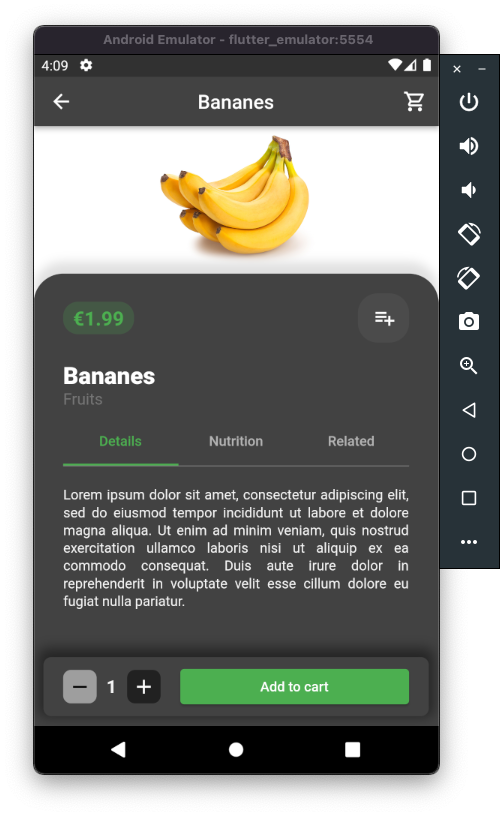 Android Emulator - flutter_emulator:5554
4:09
Bananes
€1.99
Bananes
Fruits
Details Nutrition Related
Lorem ipsum dolor sit amet, consectetur adipiscing elit,
sed do eiusmod tempor incididunt ut labore et dolore
magna aliqua. Ut enim ad minim veniam, quis nostrud
exercitation ullamco laboris nisi ut aliquip ex ea
commodo consequat. Duis aute irure dolor in
reprehenderit in voluptate velit esse cillum dolore eu
fugiat nulla pariatur.
1 Add to cart